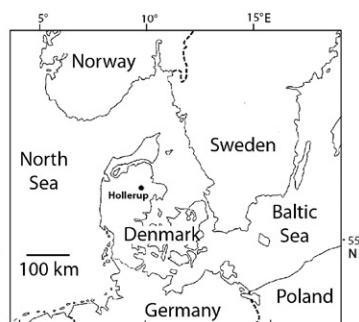 5° 10° 15°E
Norway
Sweden
North
Sea
Hollerup
Baltic
Sea
Denmark
55°
N
100 km
Poland
Germany